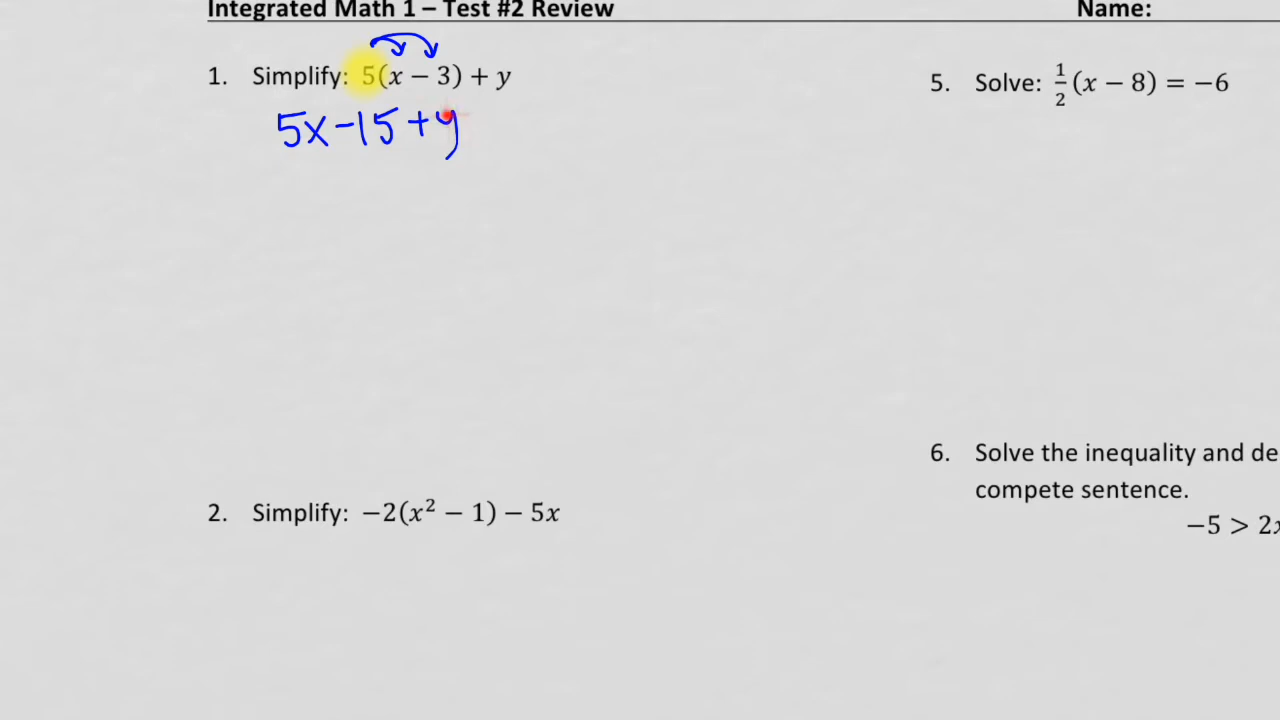 Integrated Math 1 – Test #2 Review
Name:
1. Simplify: 5(x − 3) + y
5x-15+y
2. Simplify: −2(x² − 1) − 5x
5. Solve: 1/2 (x − 8) = −6
6. Solve the inequality and de
compete sentence.
−5 > 2x